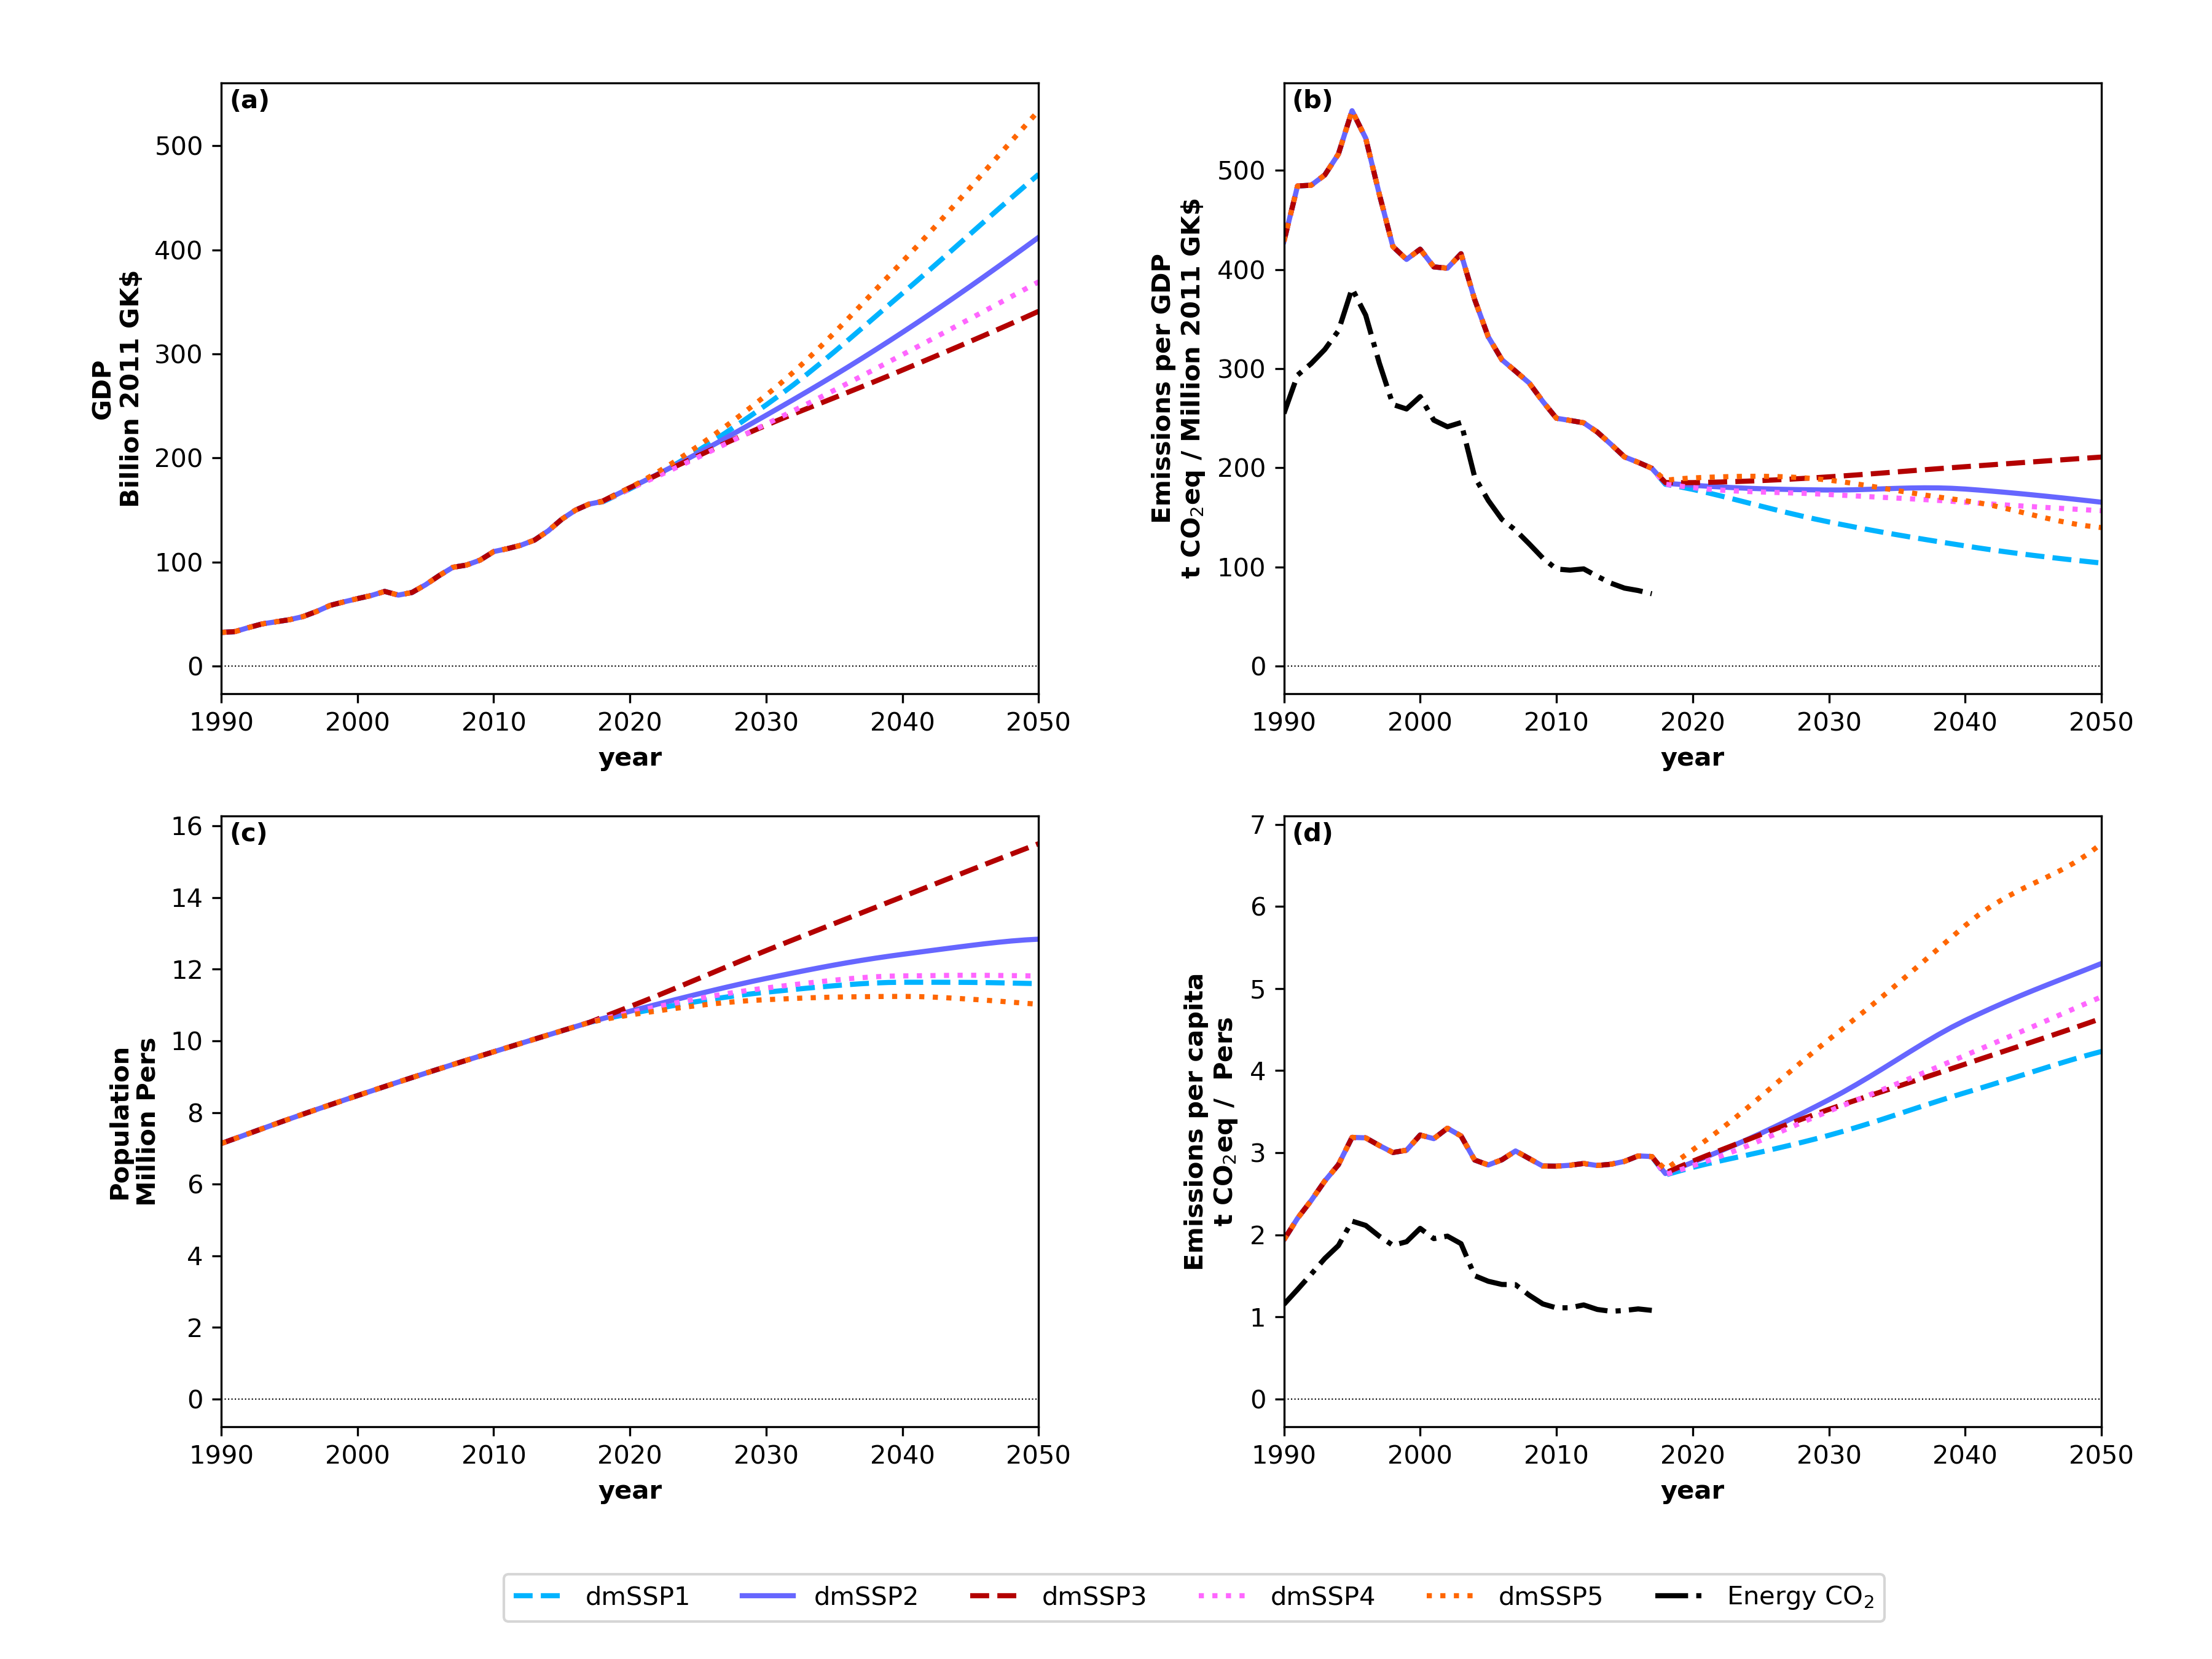 (a)
500
400
300
200
100
0
GDP
Billion 2011 GK$
1990 2000 2010 2020 2030 2040 2050
year
(b)
500
400
300
200
100
0
Emissions per GDP
t CO₂eq / Million 2011 GK$
1990 2000 2010 2020 2030 2040 2050
year
(c)
16
14
12
10
8
6
4
2
0
Population
Million Pers
1990 2000 2010 2020 2030 2040 2050
year
(d)
7
6
5
4
3
2
1
0
Emissions per capita
t CO₂eq / Pers
1990 2000 2010 2020 2030 2040 2050
year
dmSSP1 dmSSP2 dmSSP3 dmSSP4 dmSSP5 Energy CO₂